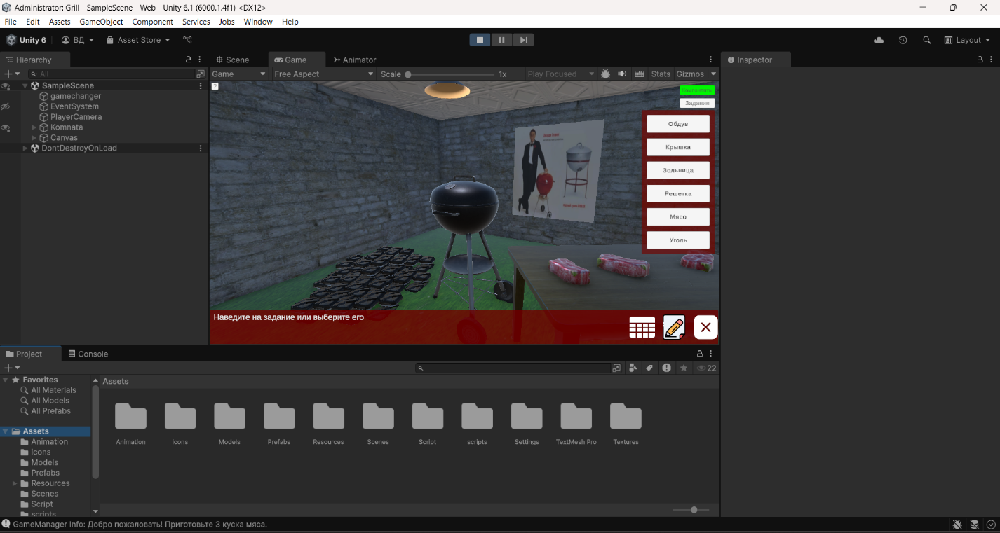 Administrator: Grill - SampleScene - Web - Unity 6.1 (6000.1.4f1) <DX12>
File Edit Assets GameObject Component Services Jobs Window Help
Unity 6 ВД Asset Store Layout
Hierarchy Scene Game Animator Inspector
All Game Free Aspect Scale 1x Play Focused Stats Gizmos
SampleScene
gamechanger
EventSystem
PlayerCamera
Komnata
Canvas
DontDestroyOnLoad
?
Компоненты
Задания
Обдув
Крышка
Зольница
Решетка
Мясо
Уголь
Наведите на задание или выберите его
Project Console
22
Favorites
All Materials
All Models
All Prefabs
Assets
Animation
icons
Models
Prefabs
Resources
Scenes
Script
scripts
Assets
Animation icons Models Prefabs Resources Scenes Script scripts Settings TextMesh Pro Textures
GameManager Info: Добро пожаловать! Приготовьте 3 куска мяса.